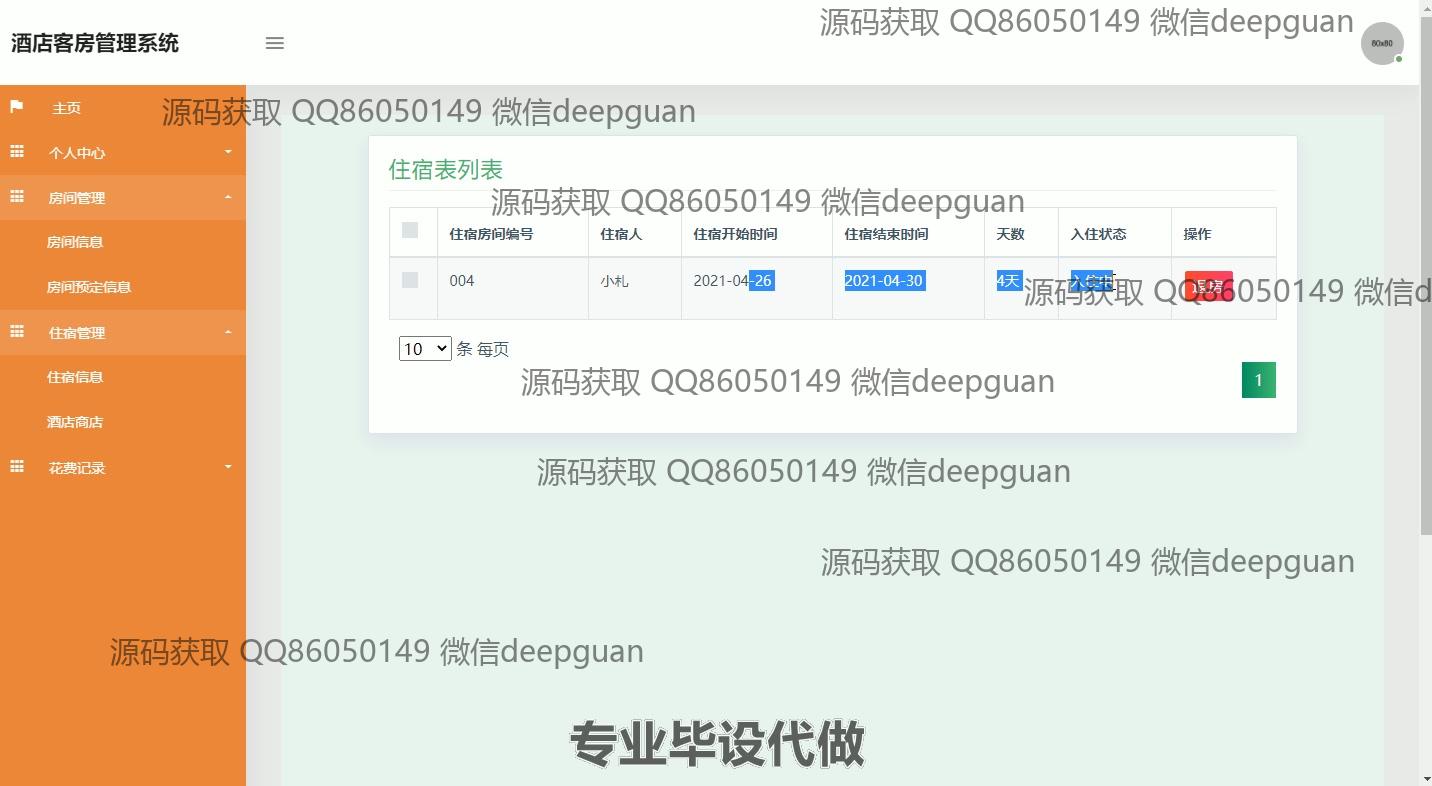 源码获取 QQ86050149 微信deepguan
酒店客房管理系统
80x80
主页
源码获取 QQ86050149 微信deepguan
个人中心
住宿表列表
房间管理
源码获取 QQ86050149 微信deepguan
住宿房间编号 住宿人 住宿开始时间 住宿结束时间 天数 入住状态 操作
房间信息
004 小札 2021-04-26 2021-04-30 4天 入住中 退房
房间预定信息
源码获取 QQ86050149 微信d
住宿管理
10 条 每页
住宿信息
源码获取 QQ86050149 微信deepguan
1
酒店商店
花费记录
源码获取 QQ86050149 微信deepguan
源码获取 QQ86050149 微信deepguan
源码获取 QQ86050149 微信deepguan
专业毕设代做